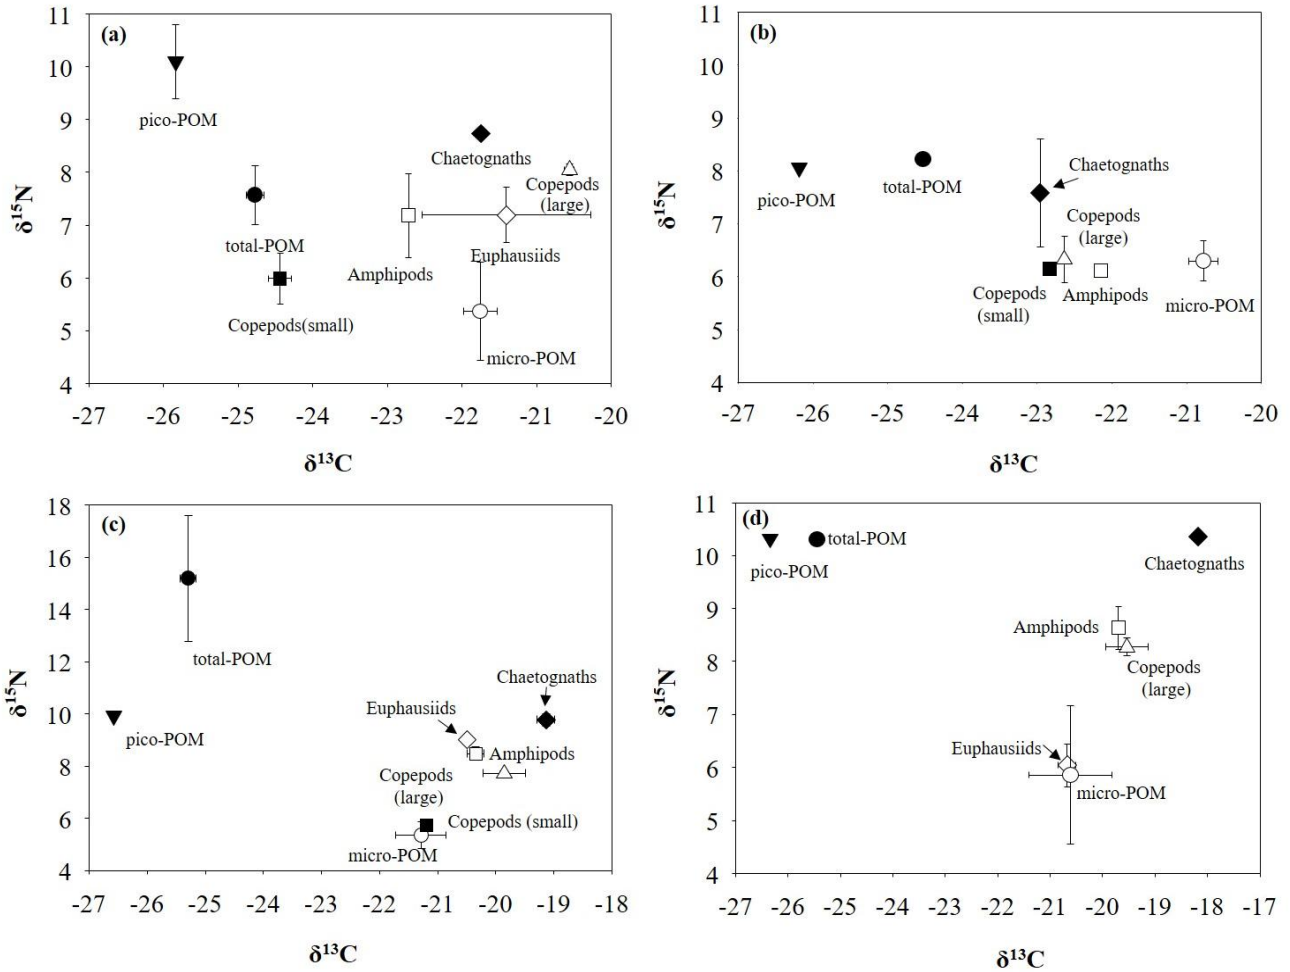 (a)
11
10
9
8
7
6
5
4
δ15N
pico-POM
total-POM
Copepods(small)
Amphipods
Chaetognaths
Copepods
(large)
Euphausiids
micro-POM
-27 -26 -25 -24 -23 -22 -21 -20
δ13C
(b)
11
10
9
8
7
6
5
4
δ15N
pico-POM
total-POM
Chaetognaths
Copepods
(large)
Copepods
(small)
Amphipods
micro-POM
-27 -26 -25 -24 -23 -22 -21 -20
δ13C
(c)
18
16
14
12
10
8
6
4
δ15N
total-POM
pico-POM
Chaetognaths
Euphausiids
Amphipods
Copepods
(large)
Copepods (small)
micro-POM
-27 -26 -25 -24 -23 -22 -21 -20 -19 -18
δ13C
(d)
11
10
9
8
7
6
5
4
δ15N
total-POM
pico-POM
Chaetognaths
Amphipods
Copepods
(large)
Euphausiids
micro-POM
-27 -26 -25 -24 -23 -22 -21 -20 -19 -18 -17
δ13C